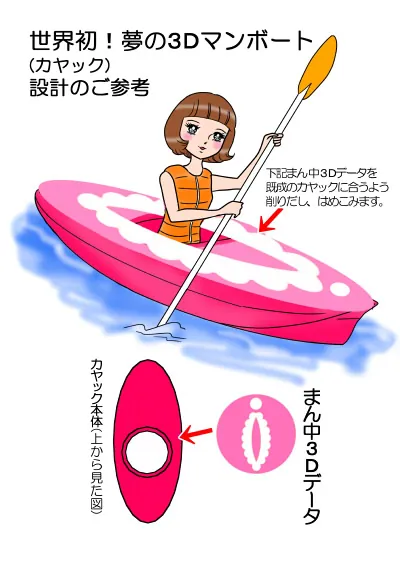 世界初！夢の3Dマンボート
(カヤック)
設計のご参考
下記まん中3Dデータを
既成のカヤックに合うよう
削りだし、はめこみます。
カヤック本体(上から見た図)
まん中3Dデータ